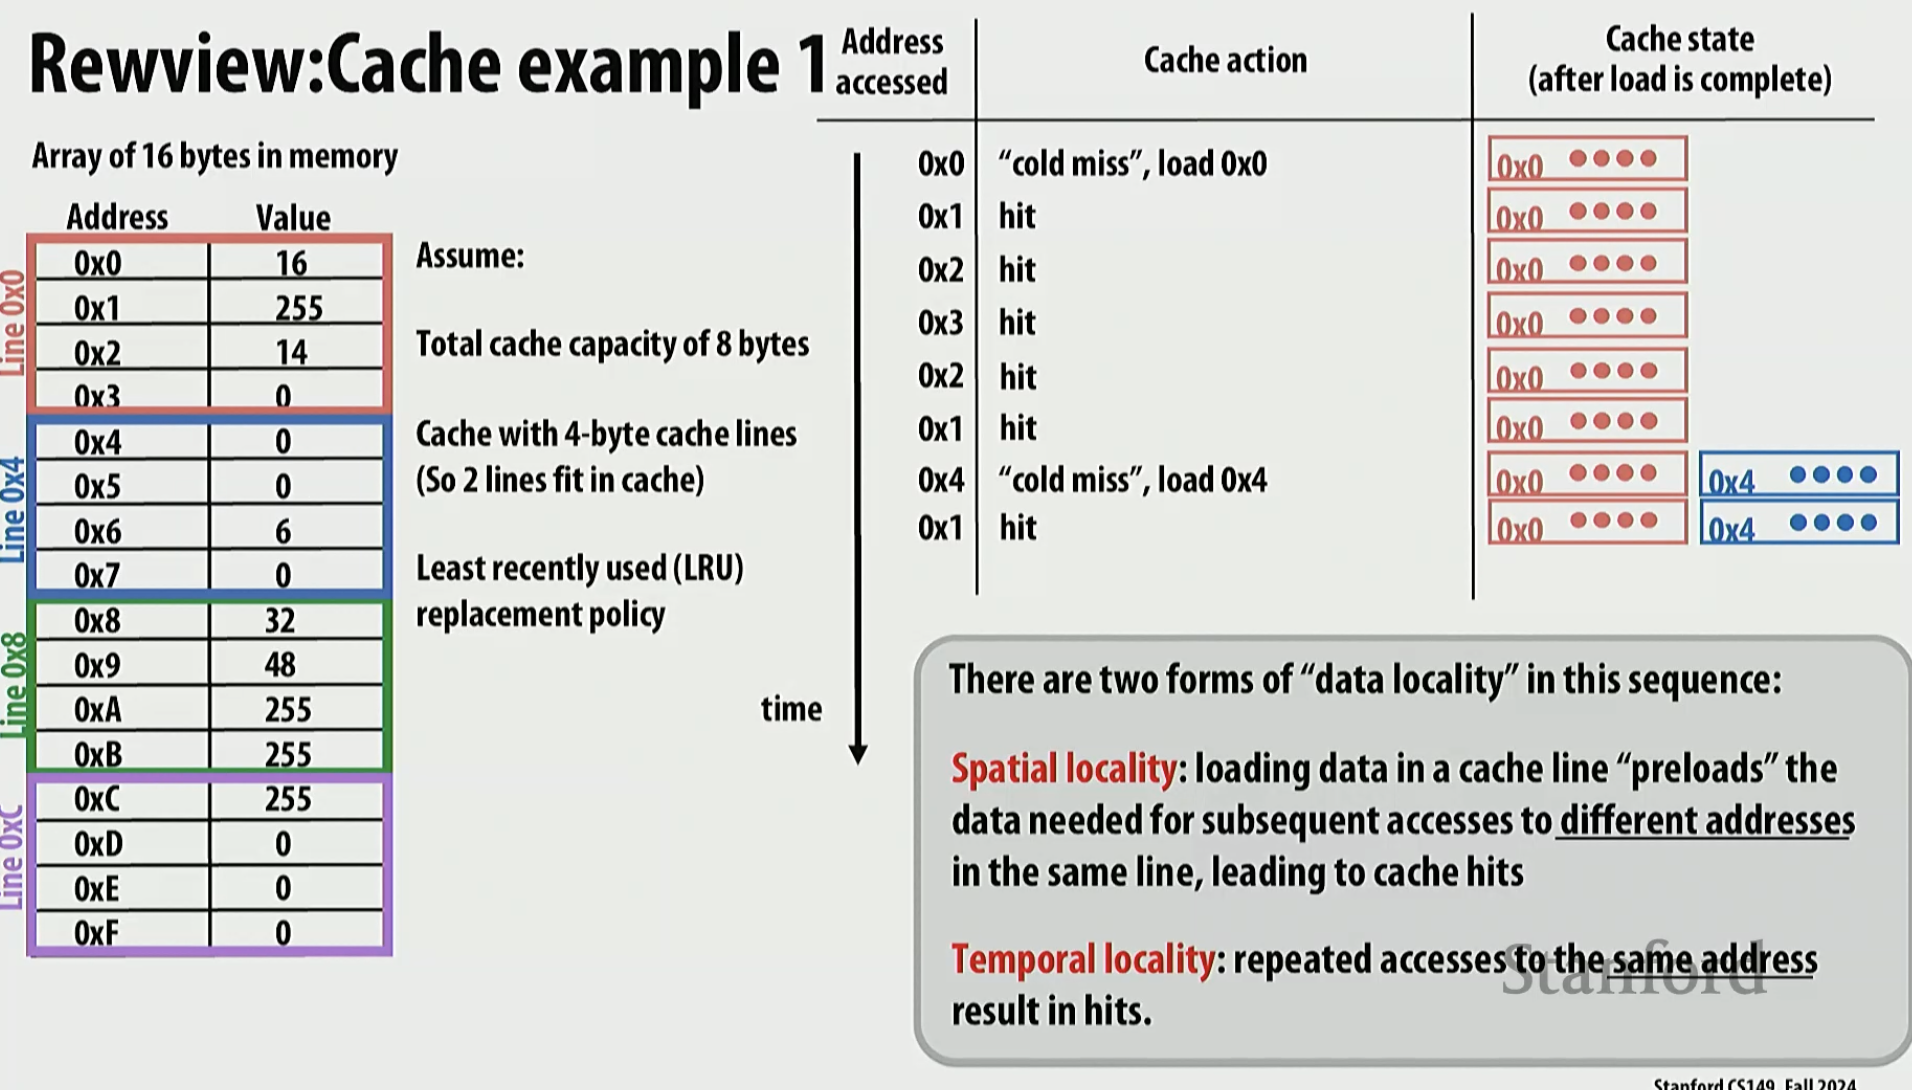 Rewview:Cache example 1
Array of 16 bytes in memory
Address Value
Line 0x0
0x0 16
0x1 255
0x2 14
0x3 0
Line 0x4
0x4 0
0x5 0
0x6 6
0x7 0
Line 0x8
0x8 32
0x9 48
0xA 255
0xB 255
Line 0xC
0xC 255
0xD 0
0xE 0
0xF 0
Assume:
Total cache capacity of 8 bytes
Cache with 4-byte cache lines
(So 2 lines fit in cache)
Least recently used (LRU)
replacement policy
time
Address
accessed
Cache action
Cache state
(after load is complete)
0x0 “cold miss”, load 0x0 0x0
0x1 hit 0x0
0x2 hit 0x0
0x3 hit 0x0
0x2 hit 0x0
0x1 hit 0x0
0x4 “cold miss”, load 0x4 0x0 0x4
0x1 hit 0x0 0x4
There are two forms of “data locality” in this sequence:
Spatial locality: loading data in a cache line “preloads” the
data needed for subsequent accesses to different addresses
in the same line, leading to cache hits
Temporal locality: repeated accesses to the same address
result in hits.
Stanford
Stanford CS149, Fall 2024